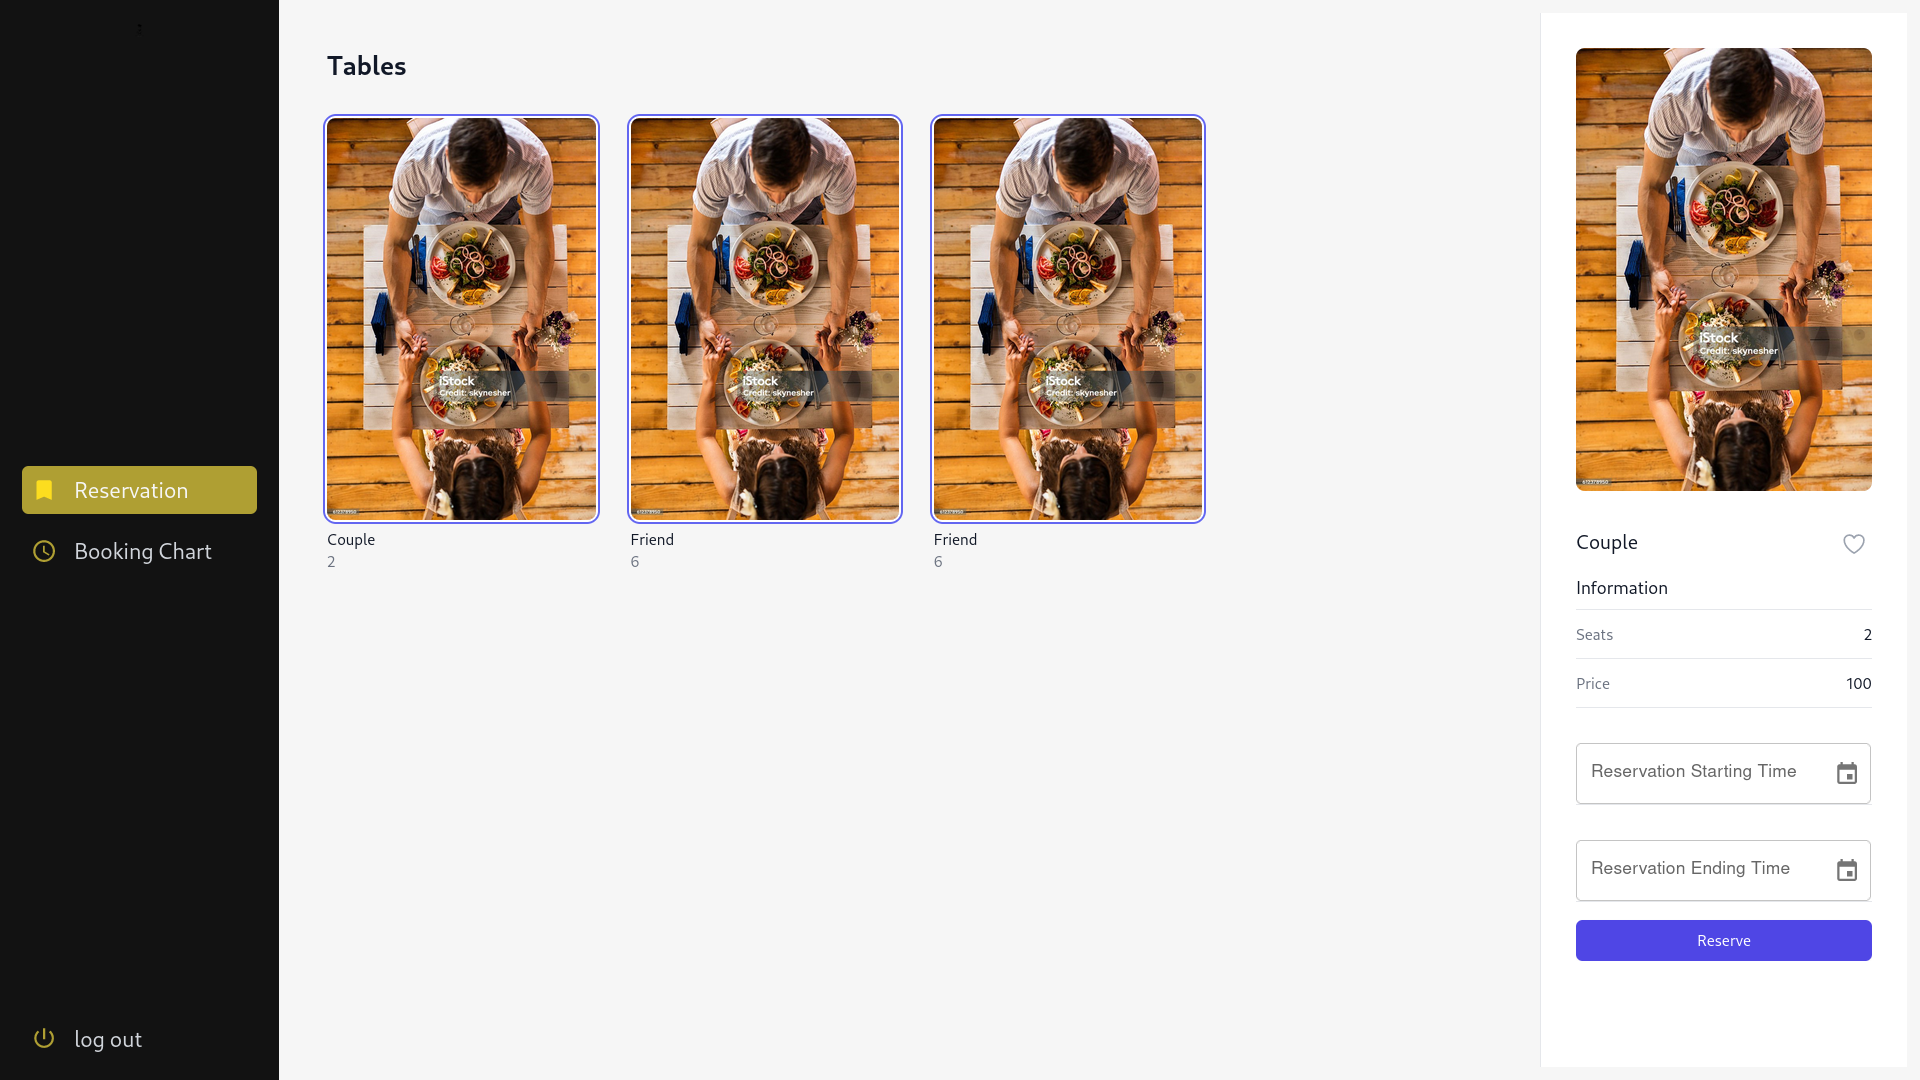 Reservation
Booking Chart
log out
Tables
iStock
Credit: skynesher
Couple
2
iStock
Credit: skynesher
Friend
6
iStock
Credit: skynesher
Friend
6
iStock
Credit: skynesher
612378950
Couple
Information
Seats 2
Price 100
Reservation Starting Time
Reservation Ending Time
Reserve